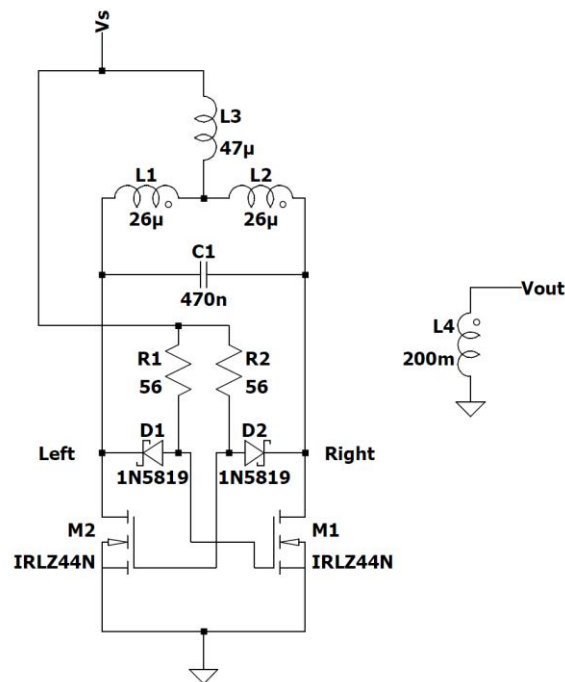 Vs
L3
47µ
L1
L2
26µ
26µ
C1
470n
Vout
L4
200m
R1
R2
56
56
D1
D2
Left
Right
1N5819
1N5819
M2
M1
IRLZ44N
IRLZ44N